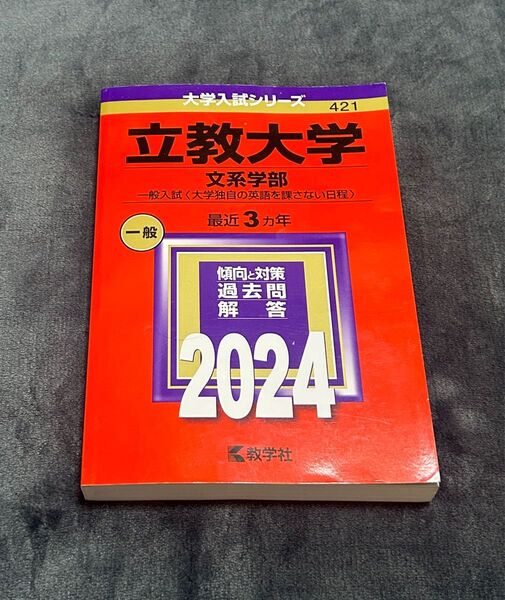 大学入試シリーズ
421
立教大学
文系学部
一般入試〈大学独自の英語を課さない日程〉
最近3カ年
一般
傾向と対策
過去問
解答
2024
教学社